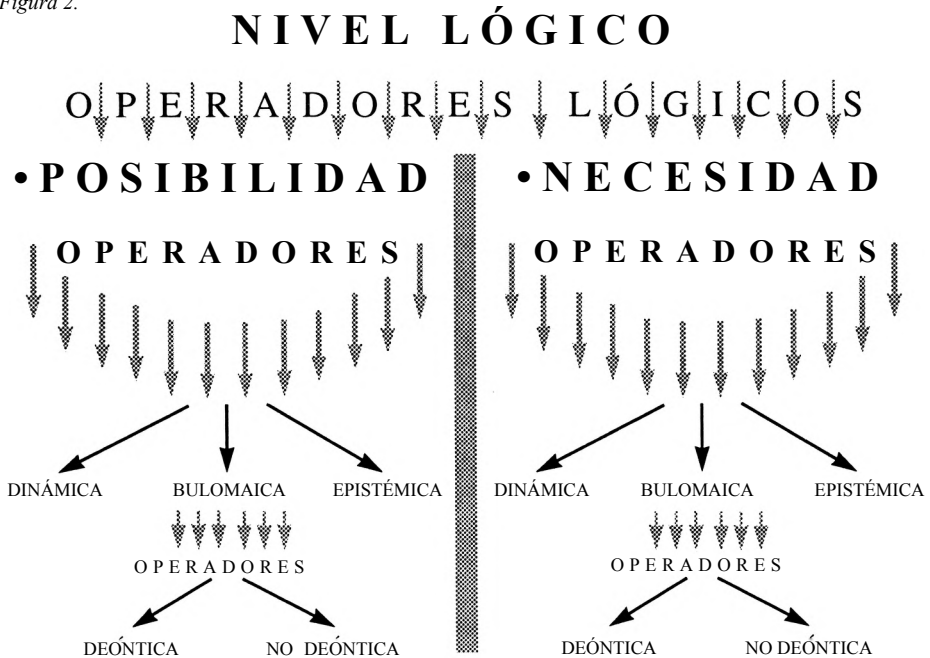 Figura 2.
NIVEL LÓGICO
OPERADORES LÓGICOS
•POSIBILIDAD
OPERADORES
DINÁMICA BULOMAICA EPISTÉMICA
OPERADORES
DEÓNTICA NO DEÓNTICA
•NECESIDAD
OPERADORES
DINÁMICA BULOMAICA EPISTÉMICA
OPERADORES
DEÓNTICA NO DEÓNTICA